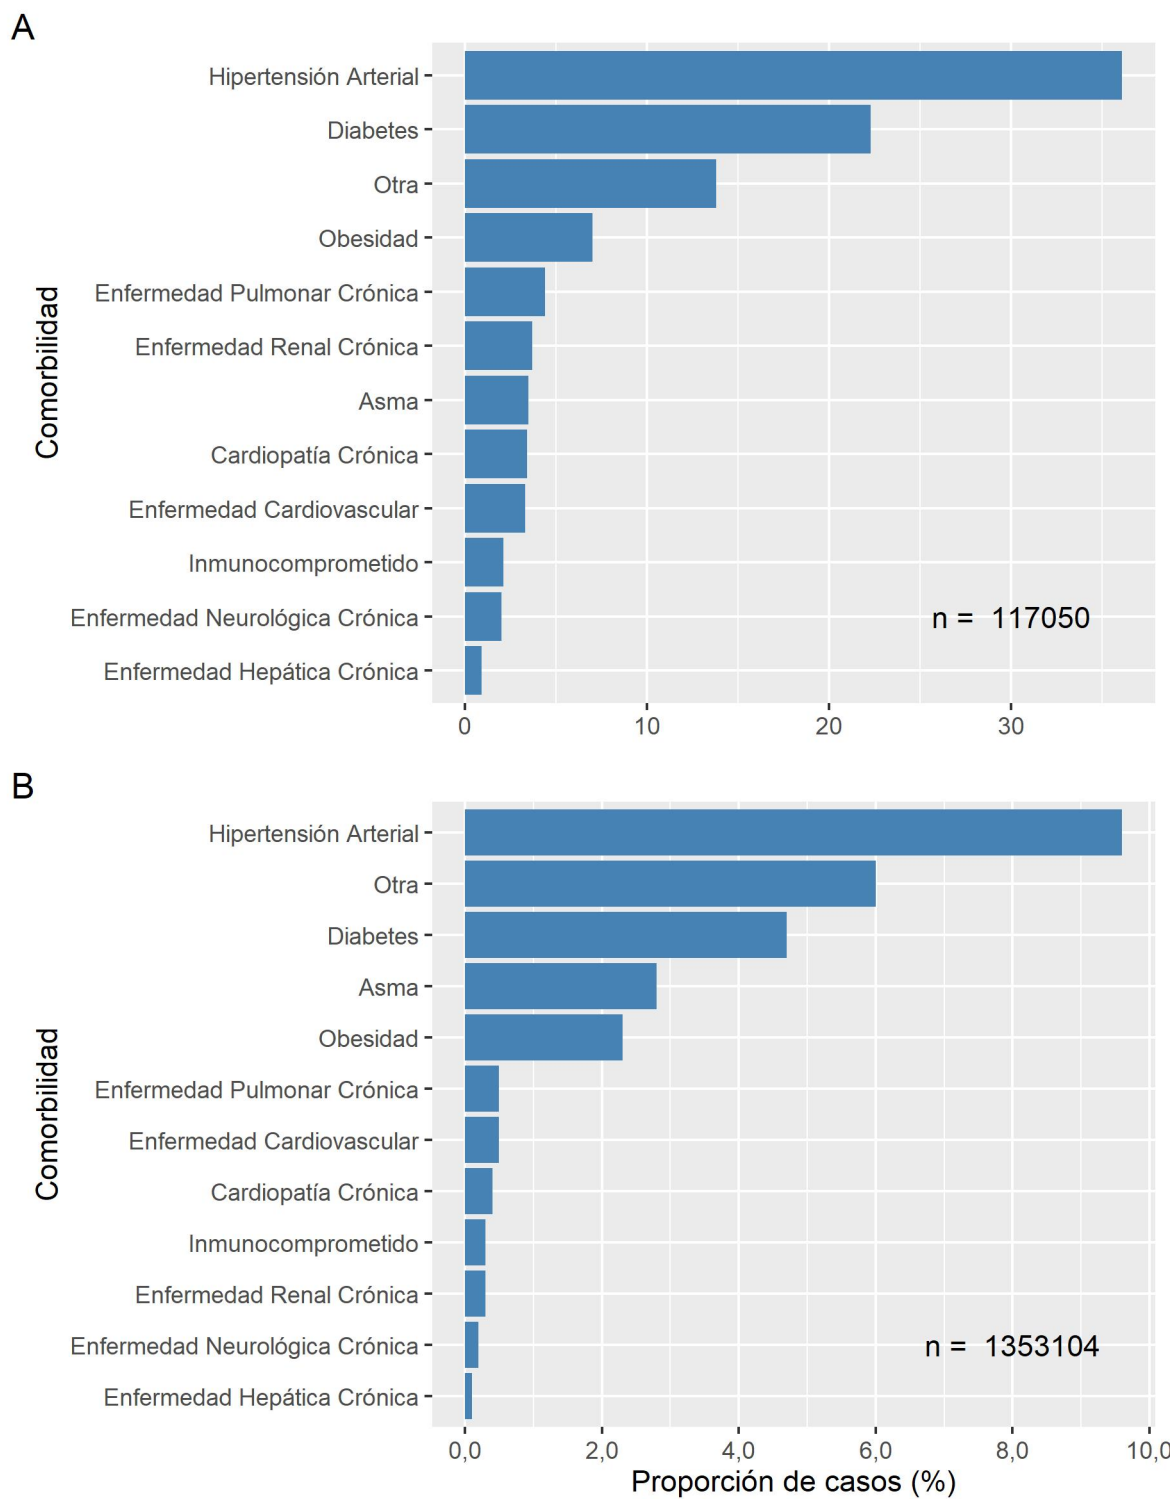 A
Hipertensión Arterial
Diabetes
Otra
Obesidad
Enfermedad Pulmonar Crónica
Enfermedad Renal Crónica
Asma
Cardiopatía Crónica
Enfermedad Cardiovascular
Inmunocomprometido
Enfermedad Neurológica Crónica
Enfermedad Hepática Crónica
Comorbilidad
n = 117050
0 10 20 30
B
Hipertensión Arterial
Otra
Diabetes
Asma
Obesidad
Enfermedad Pulmonar Crónica
Enfermedad Cardiovascular
Cardiopatía Crónica
Inmunocomprometido
Enfermedad Renal Crónica
Enfermedad Neurológica Crónica
Enfermedad Hepática Crónica
Comorbilidad
n = 1353104
0,0 2,0 4,0 6,0 8,0 10,0
Proporción de casos (%)